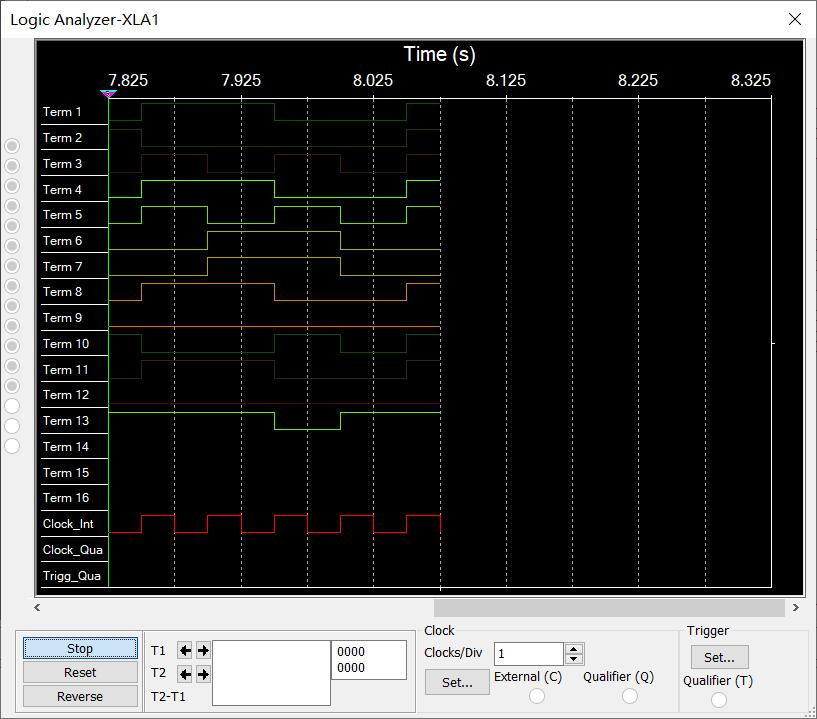 Logic Analyzer-XLA1
Time (s)
7.825 7.925 8.025 8.125 8.225 8.325
Term 1
Term 2
Term 3
Term 4
Term 5
Term 6
Term 7
Term 8
Term 9
Term 10
Term 11
Term 12
Term 13
Term 14
Term 15
Term 16
Clock_Int
Clock_Qua
Trigg_Qua
Stop
Reset
Reverse
T1
T2
T2-T1
0000
0000
Clock
Clocks/Div 1
Set...
External (C)
Qualifier (Q)
Trigger
Set...
Qualifier (T)